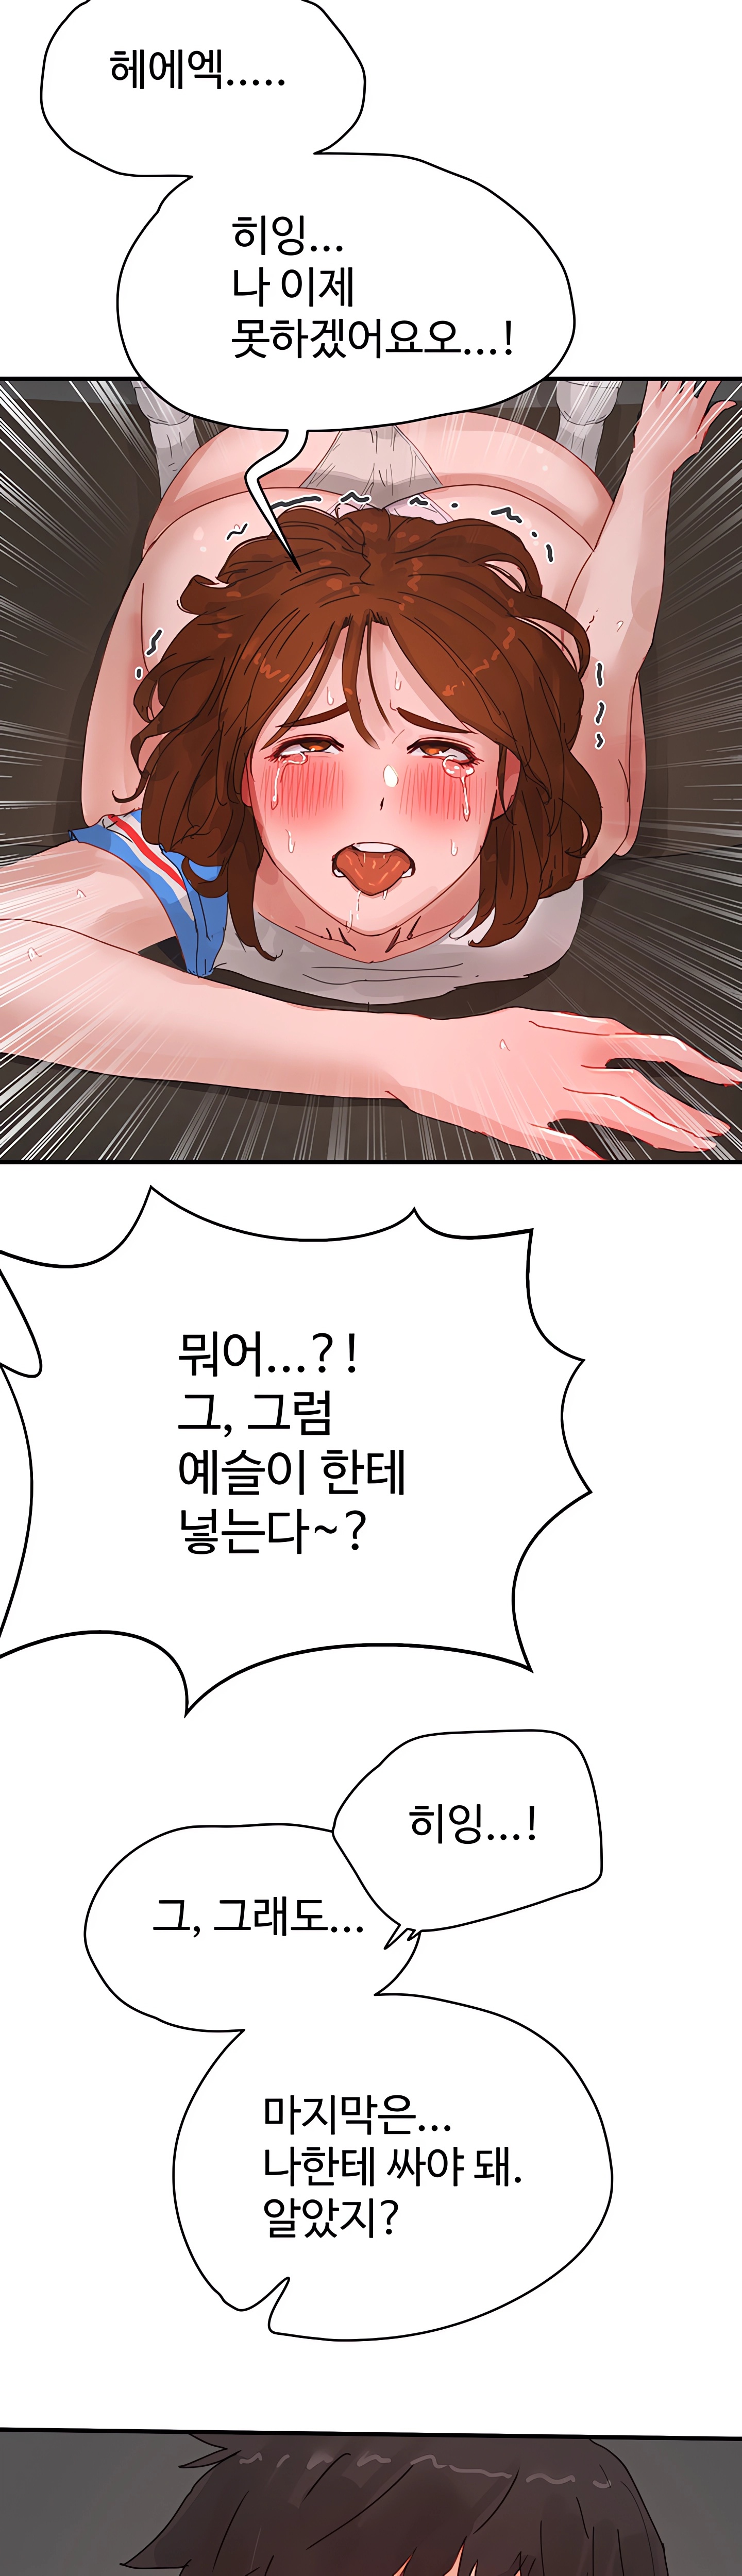 헤에엑.....
히잉...
나 이제
못하겠어요오...!
뭐어...?!
그, 그럼
예슬이 한테
넣는다~?
히잉...!
그, 그래도...
마지막은...
나한테 싸야 돼.
알았지?